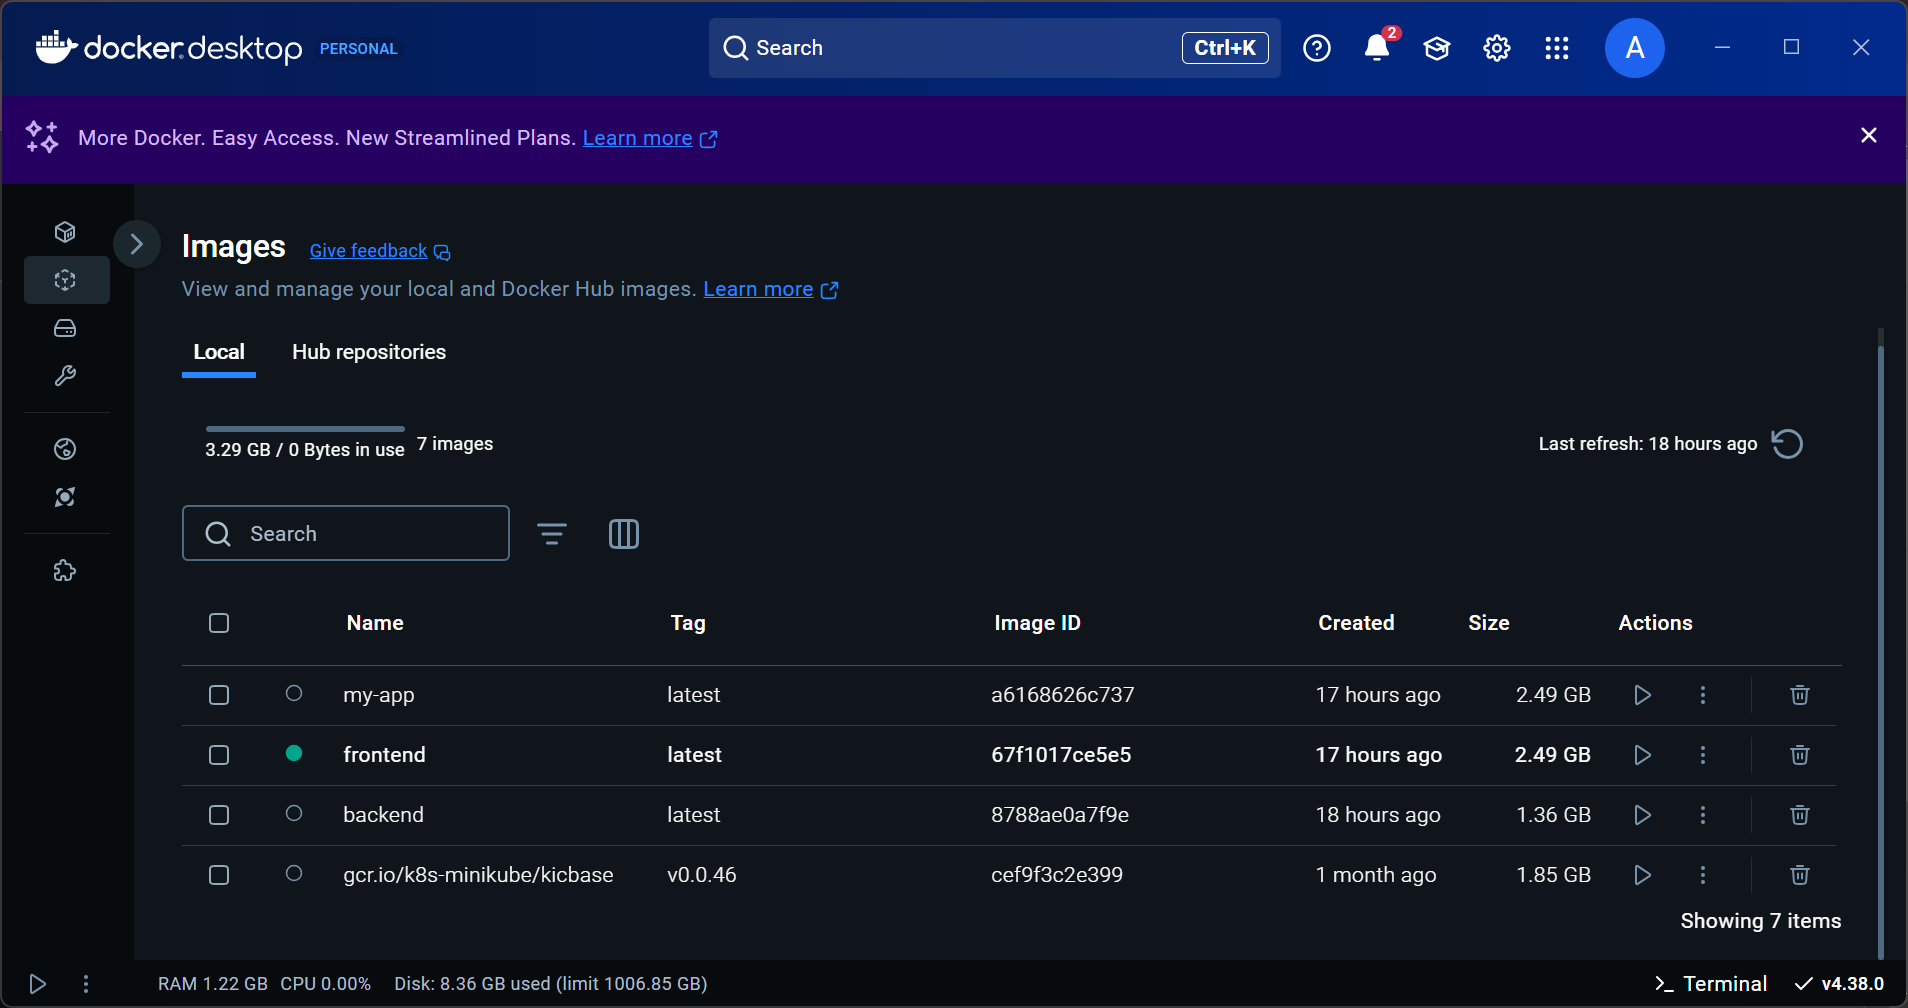 docker desktop PERSONAL
Search Ctrl+K
2
A
More Docker. Easy Access. New Streamlined Plans. Learn more
Images Give feedback
View and manage your local and Docker Hub images. Learn more
Local Hub repositories
3.29 GB / 0 Bytes in use 7 images
Last refresh: 18 hours ago
Search
Name Tag Image ID Created Size Actions
my-app latest a6168626c737 17 hours ago 2.49 GB
frontend latest 67f1017ce5e5 17 hours ago 2.49 GB
backend latest 8788ae0a7f9e 18 hours ago 1.36 GB
gcr.io/k8s-minikube/kicbase v0.0.46 cef9f3c2e399 1 month ago 1.85 GB
Showing 7 items
RAM 1.22 GB CPU 0.00% Disk: 8.36 GB used (limit 1006.85 GB) Terminal v4.38.0